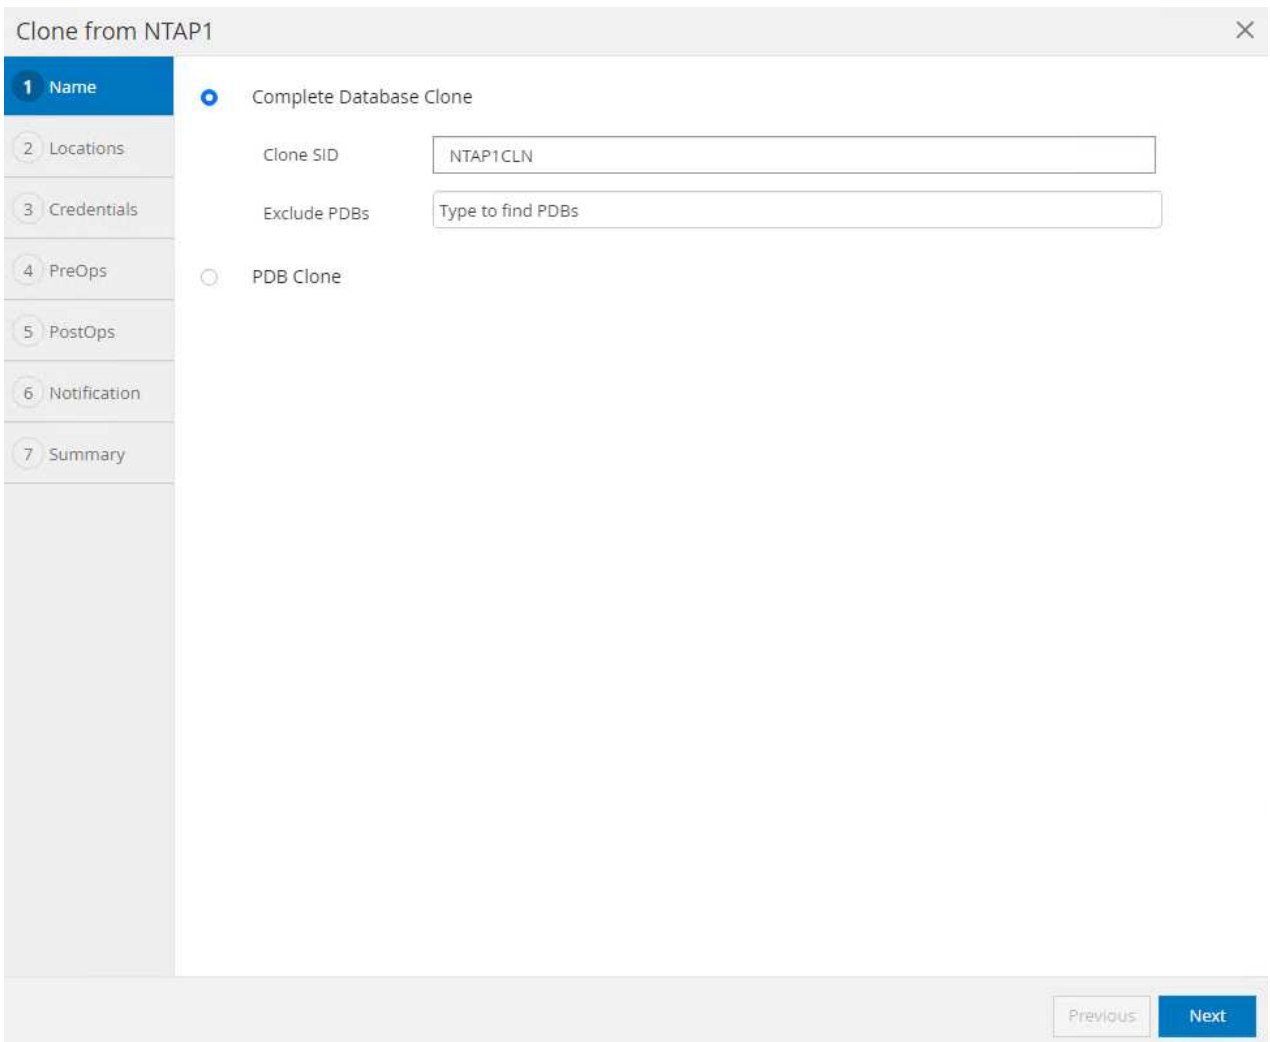 Clone from NTAP1
1 Name
2 Locations
3 Credentials
4 PreOps
5 PostOps
6 Notification
7 Summary
Complete Database Clone
Clone SID NTAP1CLN
Exclude PDBs Type to find PDBs
PDB Clone
Previous Next